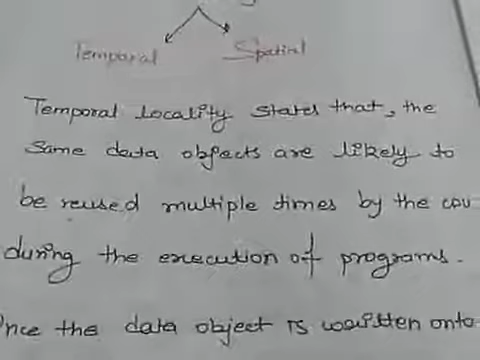 Temporal Spatial
Temporal locality states that, the
same data objects are likely to
be reused multiple times by the CPU
during the execution of programs.
Once the data object is written onto